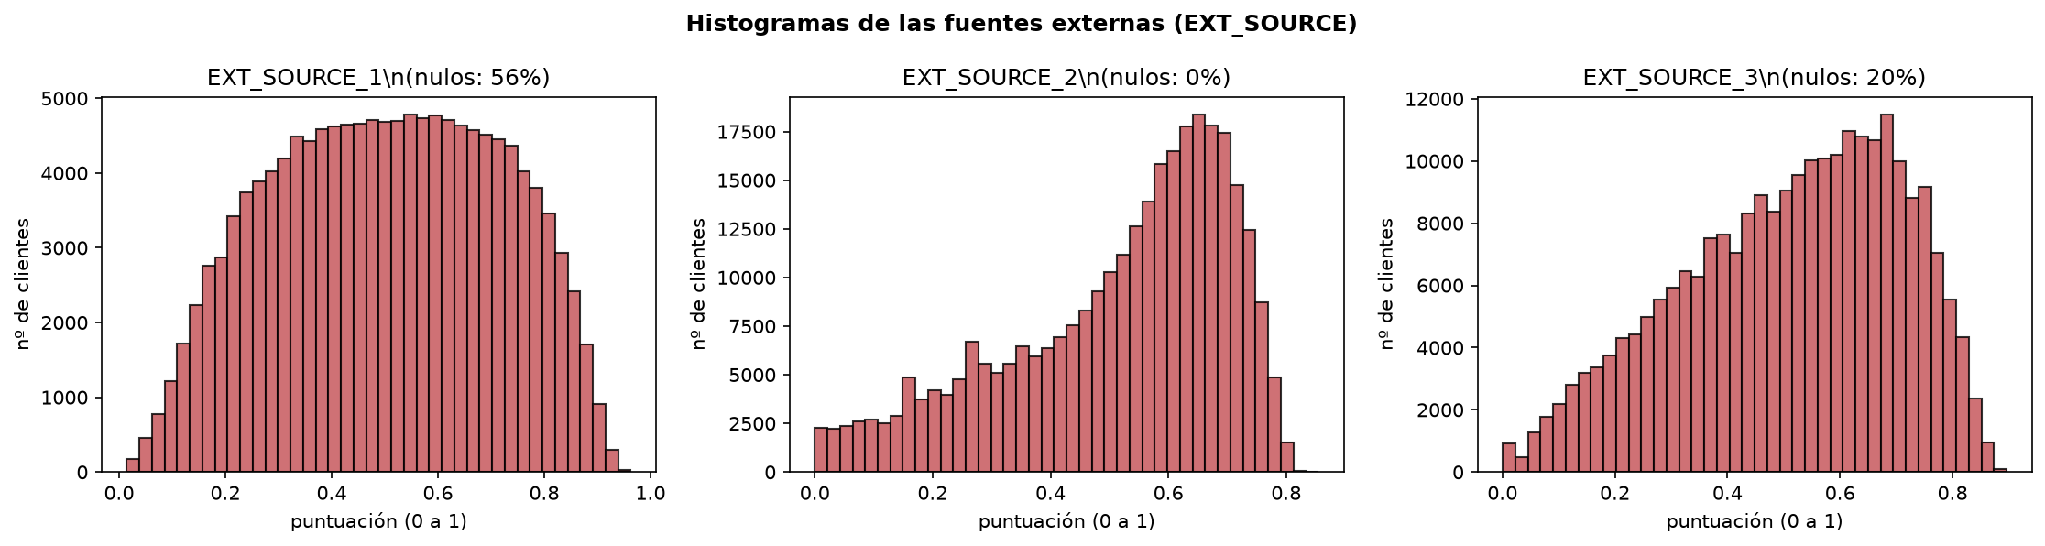 Histogramas de las fuentes externas (EXT_SOURCE)
EXT_SOURCE_1\n(nulos: 56%)
5000
4000
3000
2000
1000
0
nº de clientes
0.0 0.2 0.4 0.6 0.8 1.0
puntuación (0 a 1)
EXT_SOURCE_2\n(nulos: 0%)
17500
15000
12500
10000
7500
5000
2500
0
nº de clientes
0.0 0.2 0.4 0.6 0.8
puntuación (0 a 1)
EXT_SOURCE_3\n(nulos: 20%)
12000
10000
8000
6000
4000
2000
0
nº de clientes
0.0 0.2 0.4 0.6 0.8
puntuación (0 a 1)